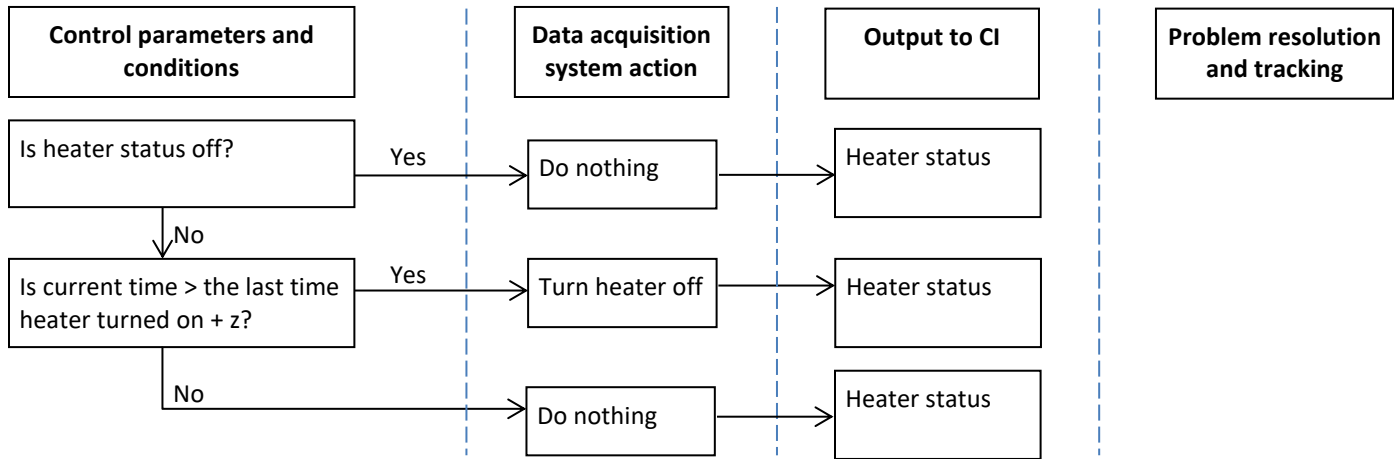 Control parameters and
conditions
Data acquisition
system action
Output to CI
Problem resolution
and tracking
Is heater status off?
Yes
Do nothing
Heater status
No
Is current time > the last time
heater turned on + z?
Yes
Turn heater off
Heater status
No
Do nothing
Heater status